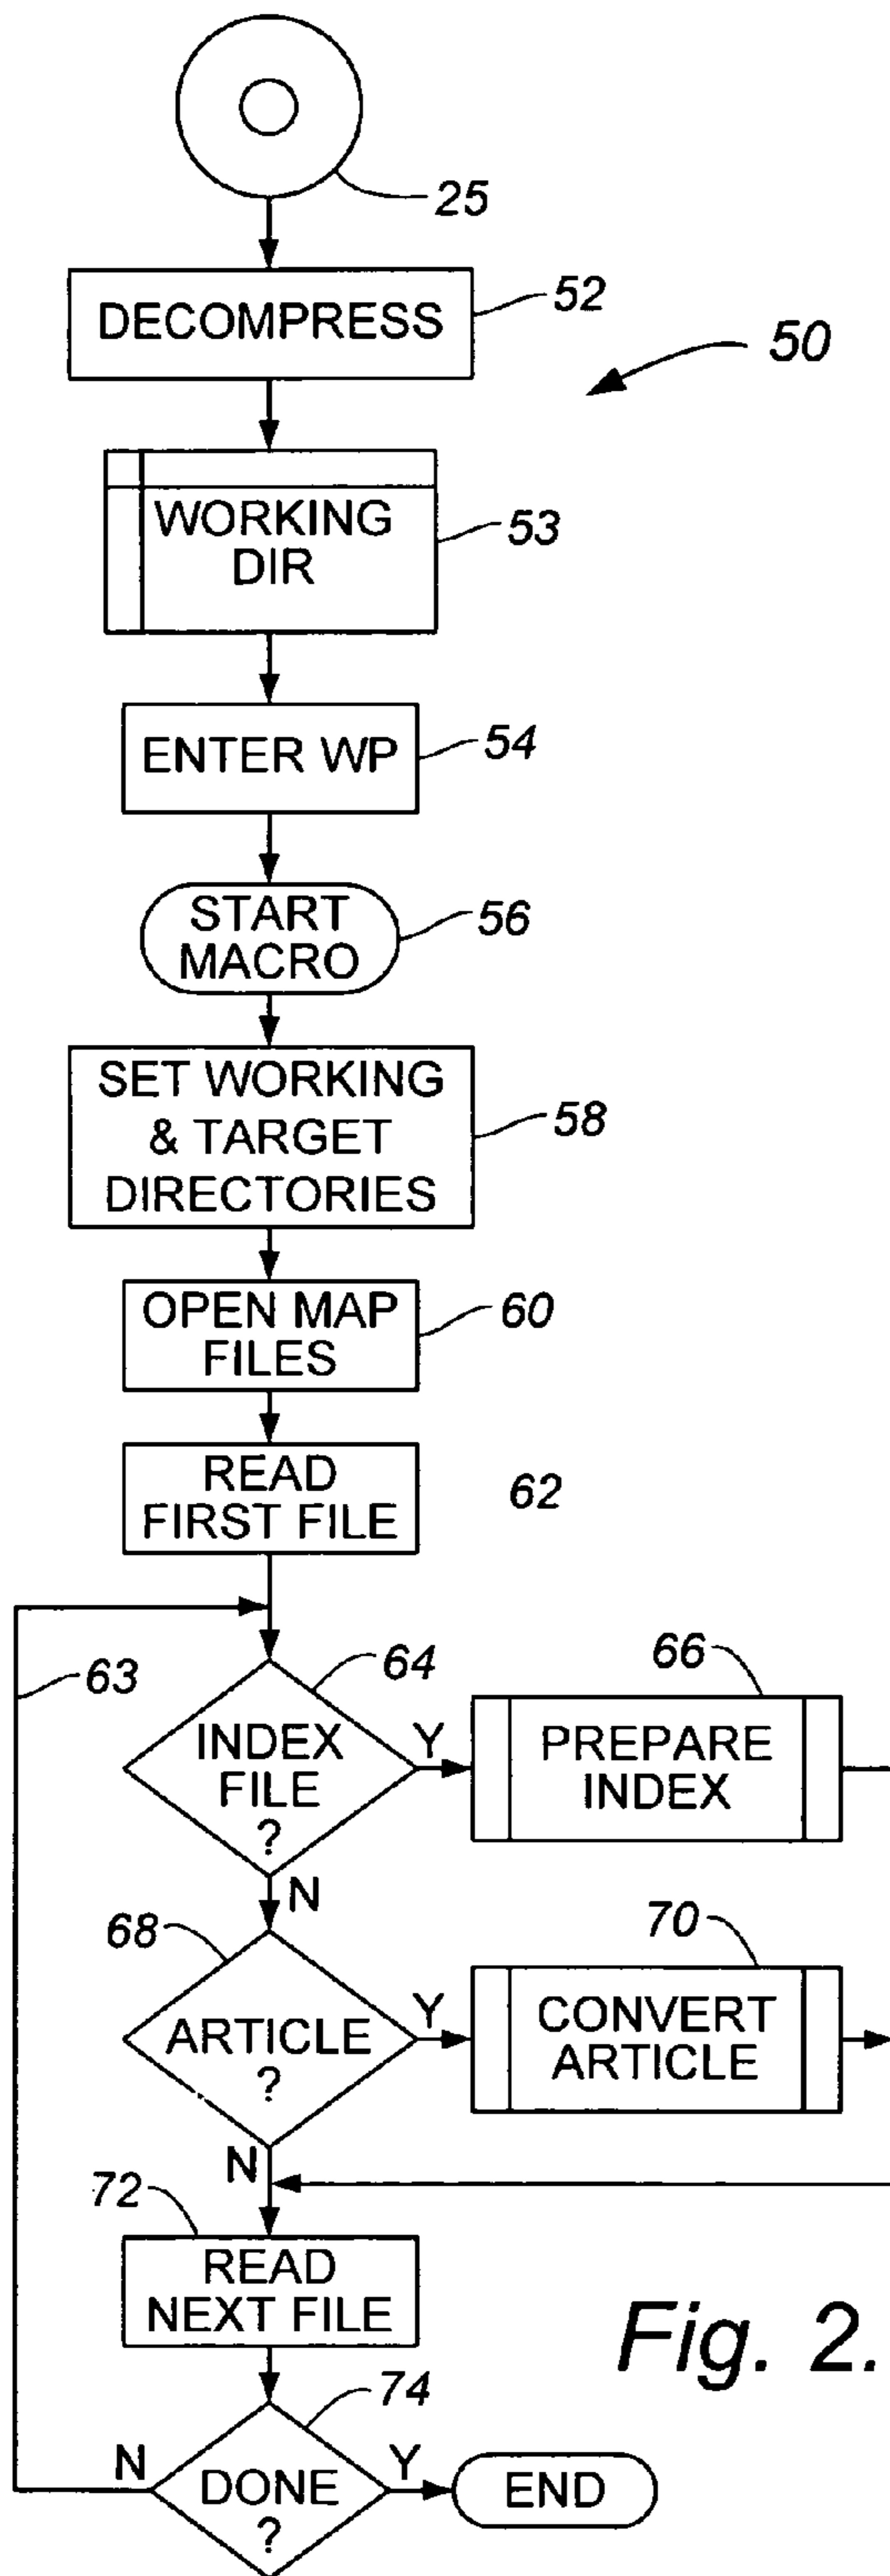 25
DECOMPRESS
52
50
WORKING
DIR
53
ENTER WP
54
START
MACRO
56
SET WORKING
& TARGET
DIRECTORIES
58
OPEN MAP
FILES
60
READ
FIRST FILE
62
63
64
INDEX
FILE
?
Y
66
PREPARE
INDEX
N
68
ARTICLE
?
Y
70
CONVERT
ARTICLE
N
72
READ
NEXT FILE
Fig. 2.
74
N
DONE
?
Y
END